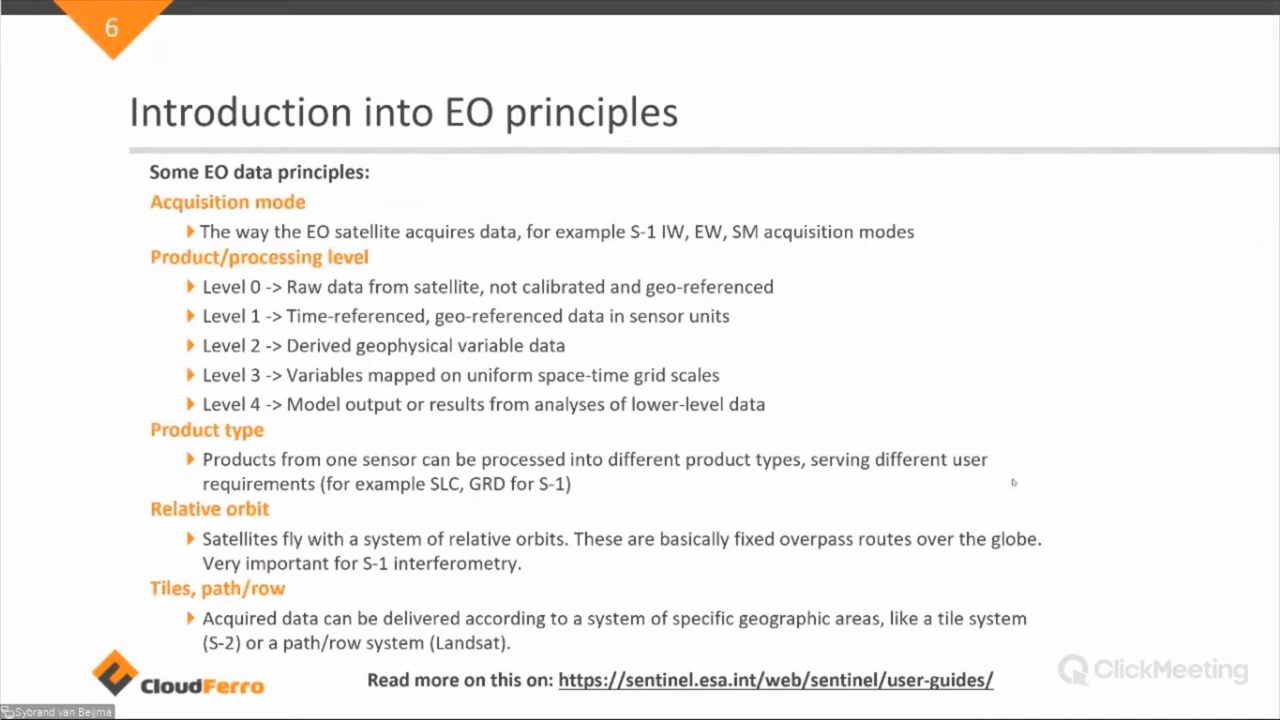 6
Introduction into EO principles
Some EO data principles:
Acquisition mode
The way the EO satellite acquires data, for example S-1 IW, EW, SM acquisition modes
Product/processing level
Level 0 -> Raw data from satellite, not calibrated and geo-referenced
Level 1 -> Time-referenced, geo-referenced data in sensor units
Level 2 -> Derived geophysical variable data
Level 3 -> Variables mapped on uniform space-time grid scales
Level 4 -> Model output or results from analyses of lower-level data
Product type
Products from one sensor can be processed into different product types, serving different user
requirements (for example SLC, GRD for S-1)
Relative orbit
Satellites fly with a system of relative orbits. These are basically fixed overpass routes over the globe.
Very important for S-1 interferometry.
Tiles, path/row
Acquired data can be delivered according to a system of specific geographic areas, like a tile system
(S-2) or a path/row system (Landsat).
CloudFerro
Read more on this on: https://sentinel.esa.int/web/sentinel/user-guides/
ClickMeeting
Sybrand van Beijma